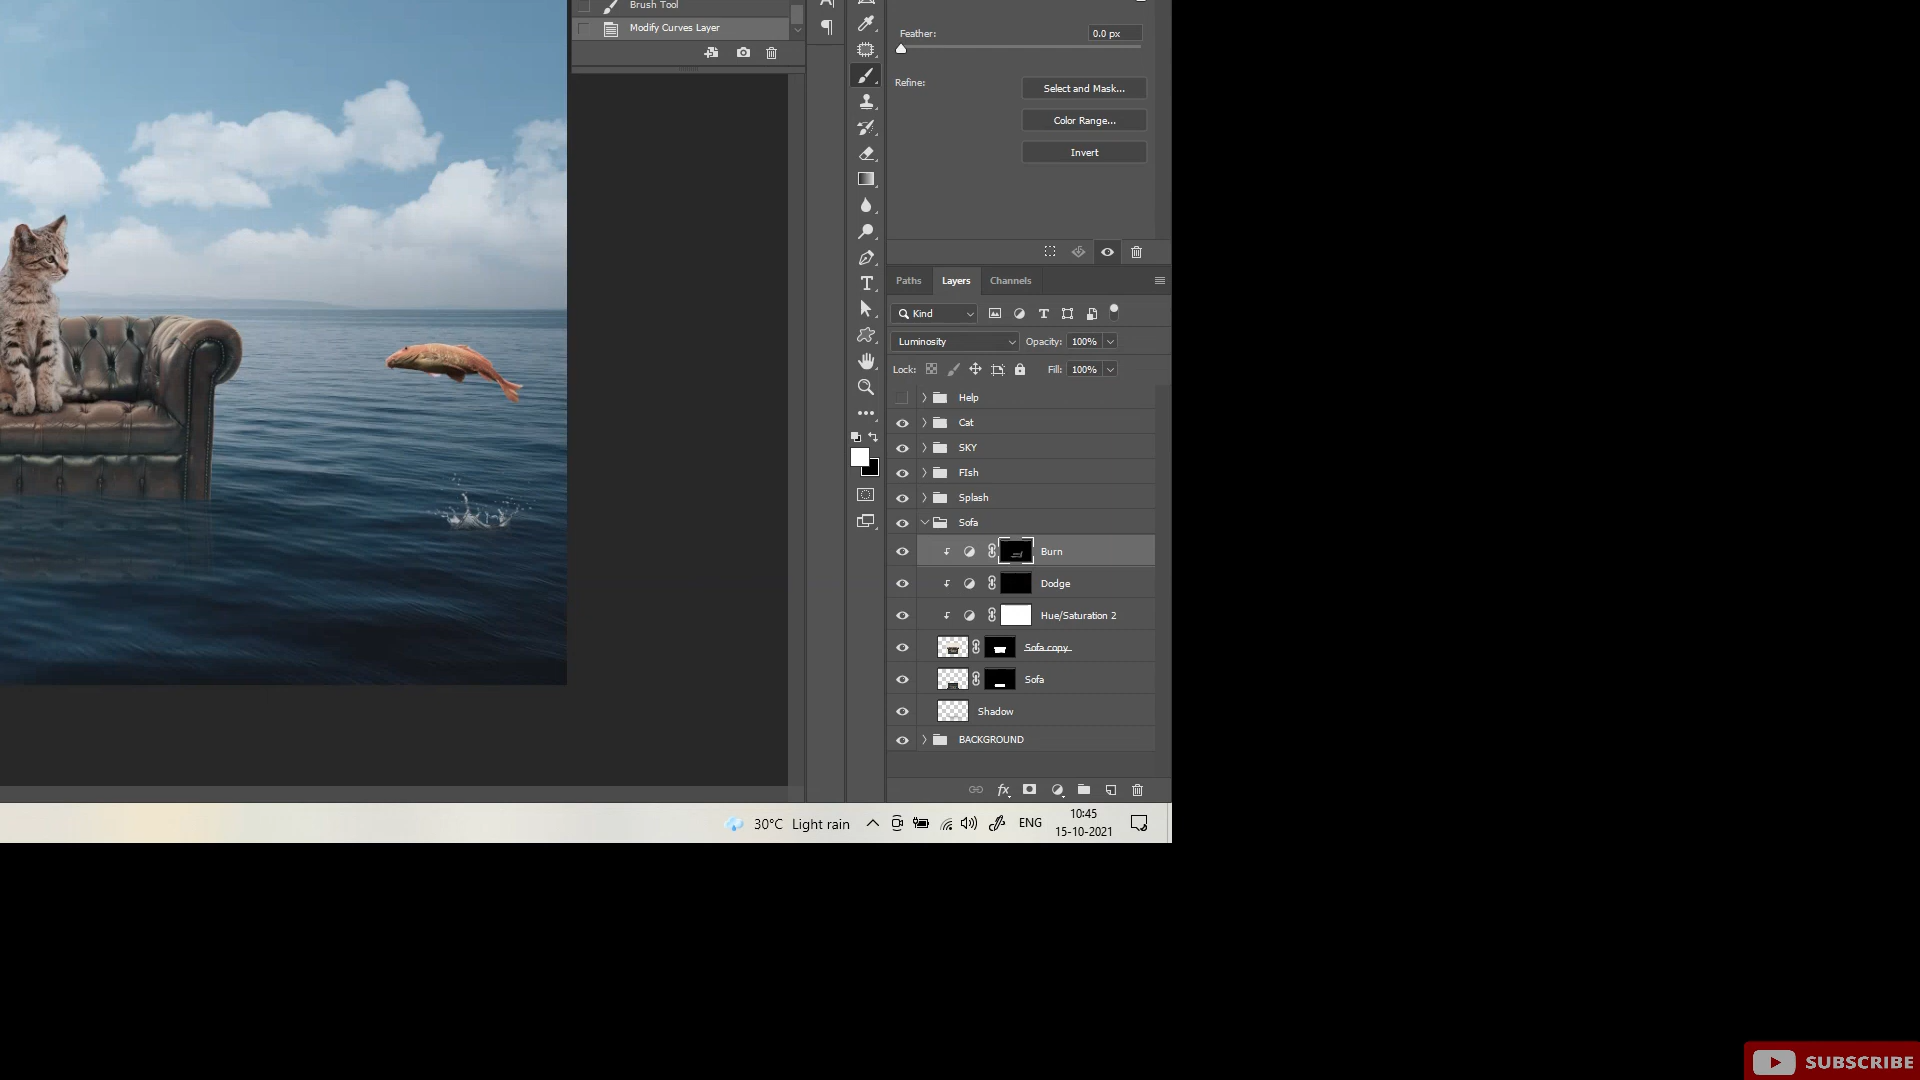 Brush Tool
Modify Curves Layer
Feather:
0.0 px
Refine:
Select and Mask...
Color Range...
Invert
Paths
Layers
Channels
Kind
Luminosity
Opacity: 100%
Lock:
Fill: 100%
Help
Cat
SKY
FIsh
Splash
Sofa
Burn
Dodge
Hue/Saturation 2
Sofa copy
Sofa
Shadow
BACKGROUND
fx
30°C Light rain
ENG
10:45
15-10-2021
SUBSCRIBE